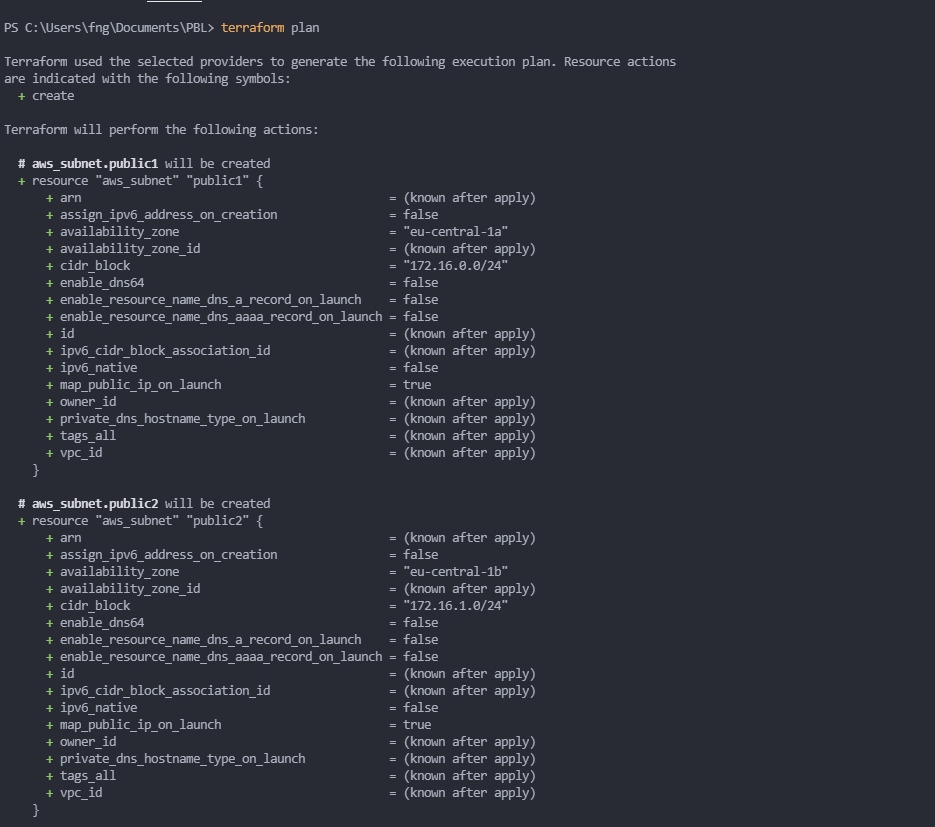 PS C:\Users\fng\Documents\PBL> terraform plan
Terraform used the selected providers to generate the following execution plan. Resource actions
are indicated with the following symbols:
  + create
Terraform will perform the following actions:
  # aws_subnet.public1 will be created
  + resource "aws_subnet" "public1" {
      + arn                                            = (known after apply)
      + assign_ipv6_address_on_creation                = false
      + availability_zone                              = "eu-central-1a"
      + availability_zone_id                           = (known after apply)
      + cidr_block                                     = "172.16.0.0/24"
      + enable_dns64                                   = false
      + enable_resource_name_dns_a_record_on_launch    = false
      + enable_resource_name_dns_aaaa_record_on_launch = false
      + id                                             = (known after apply)
      + ipv6_cidr_block_association_id                 = (known after apply)
      + ipv6_native                                    = false
      + map_public_ip_on_launch                        = true
      + owner_id                                       = (known after apply)
      + private_dns_hostname_type_on_launch            = (known after apply)
      + tags_all                                       = (known after apply)
      + vpc_id                                         = (known after apply)
    }
  # aws_subnet.public2 will be created
  + resource "aws_subnet" "public2" {
      + arn                                            = (known after apply)
      + assign_ipv6_address_on_creation                = false
      + availability_zone                              = "eu-central-1b"
      + availability_zone_id                           = (known after apply)
      + cidr_block                                     = "172.16.1.0/24"
      + enable_dns64                                   = false
      + enable_resource_name_dns_a_record_on_launch    = false
      + enable_resource_name_dns_aaaa_record_on_launch = false
      + id                                             = (known after apply)
      + ipv6_cidr_block_association_id                 = (known after apply)
      + ipv6_native                                    = false
      + map_public_ip_on_launch                        = true
      + owner_id                                       = (known after apply)
      + private_dns_hostname_type_on_launch            = (known after apply)
      + tags_all                                       = (known after apply)
      + vpc_id                                         = (known after apply)
    }